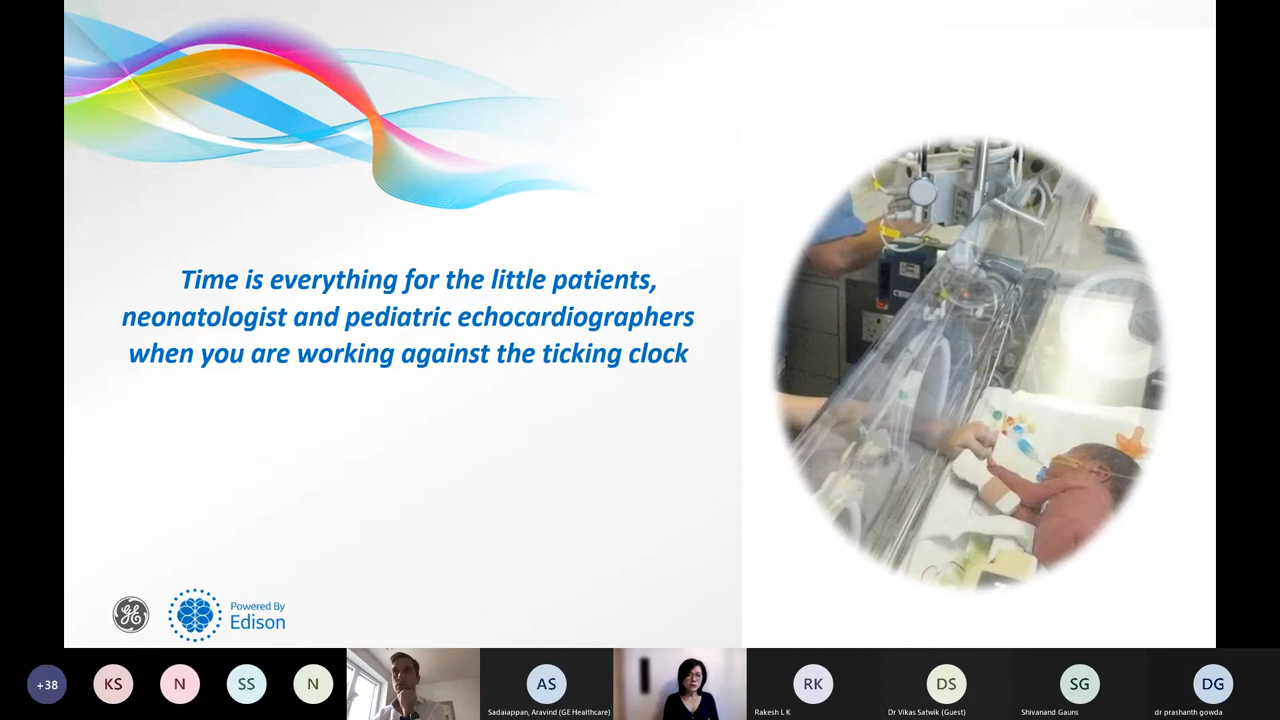 Time is everything for the little patients,
neonatologist and pediatric echocardiographers
when you are working against the ticking clock
GE
Powered By
Edison
+38
KS
N
SS
N
AS
RK
DS
SG
DG
Sadaiappan, Aravind (GE Healthcare)
Rakesh L K
Dr Vikas Satwik (Guest)
Shivanand Gauns
dr prashanth gowda